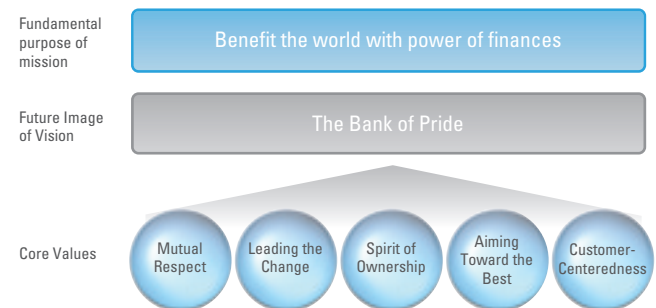 Fundamental
purpose of
mission
Benefit the world with power of finances
Future Image
of Vision
The Bank of Pride
Core Values
Mutual
Respect
Leading the
Change
Spirit of
Ownership
Aiming
Toward the
Best
Customer-
Centeredness